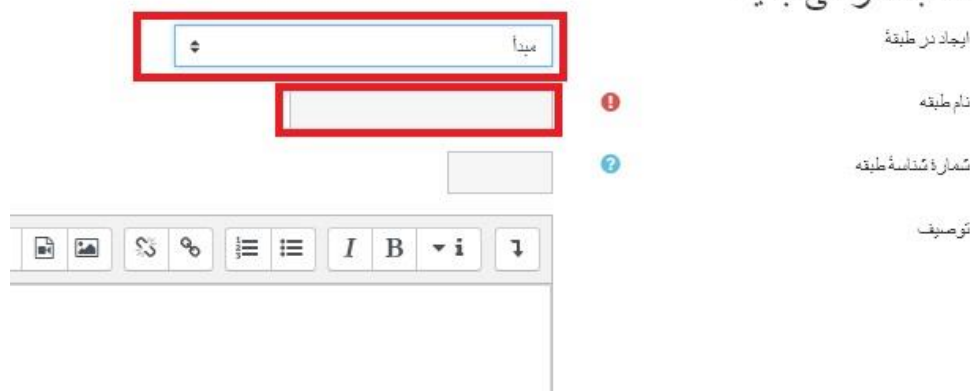 ایجاد در طبقهٔ
مبدأ
نام طبقه
شمارهٔ شناسهٔ طبقه
توصیف
I B i